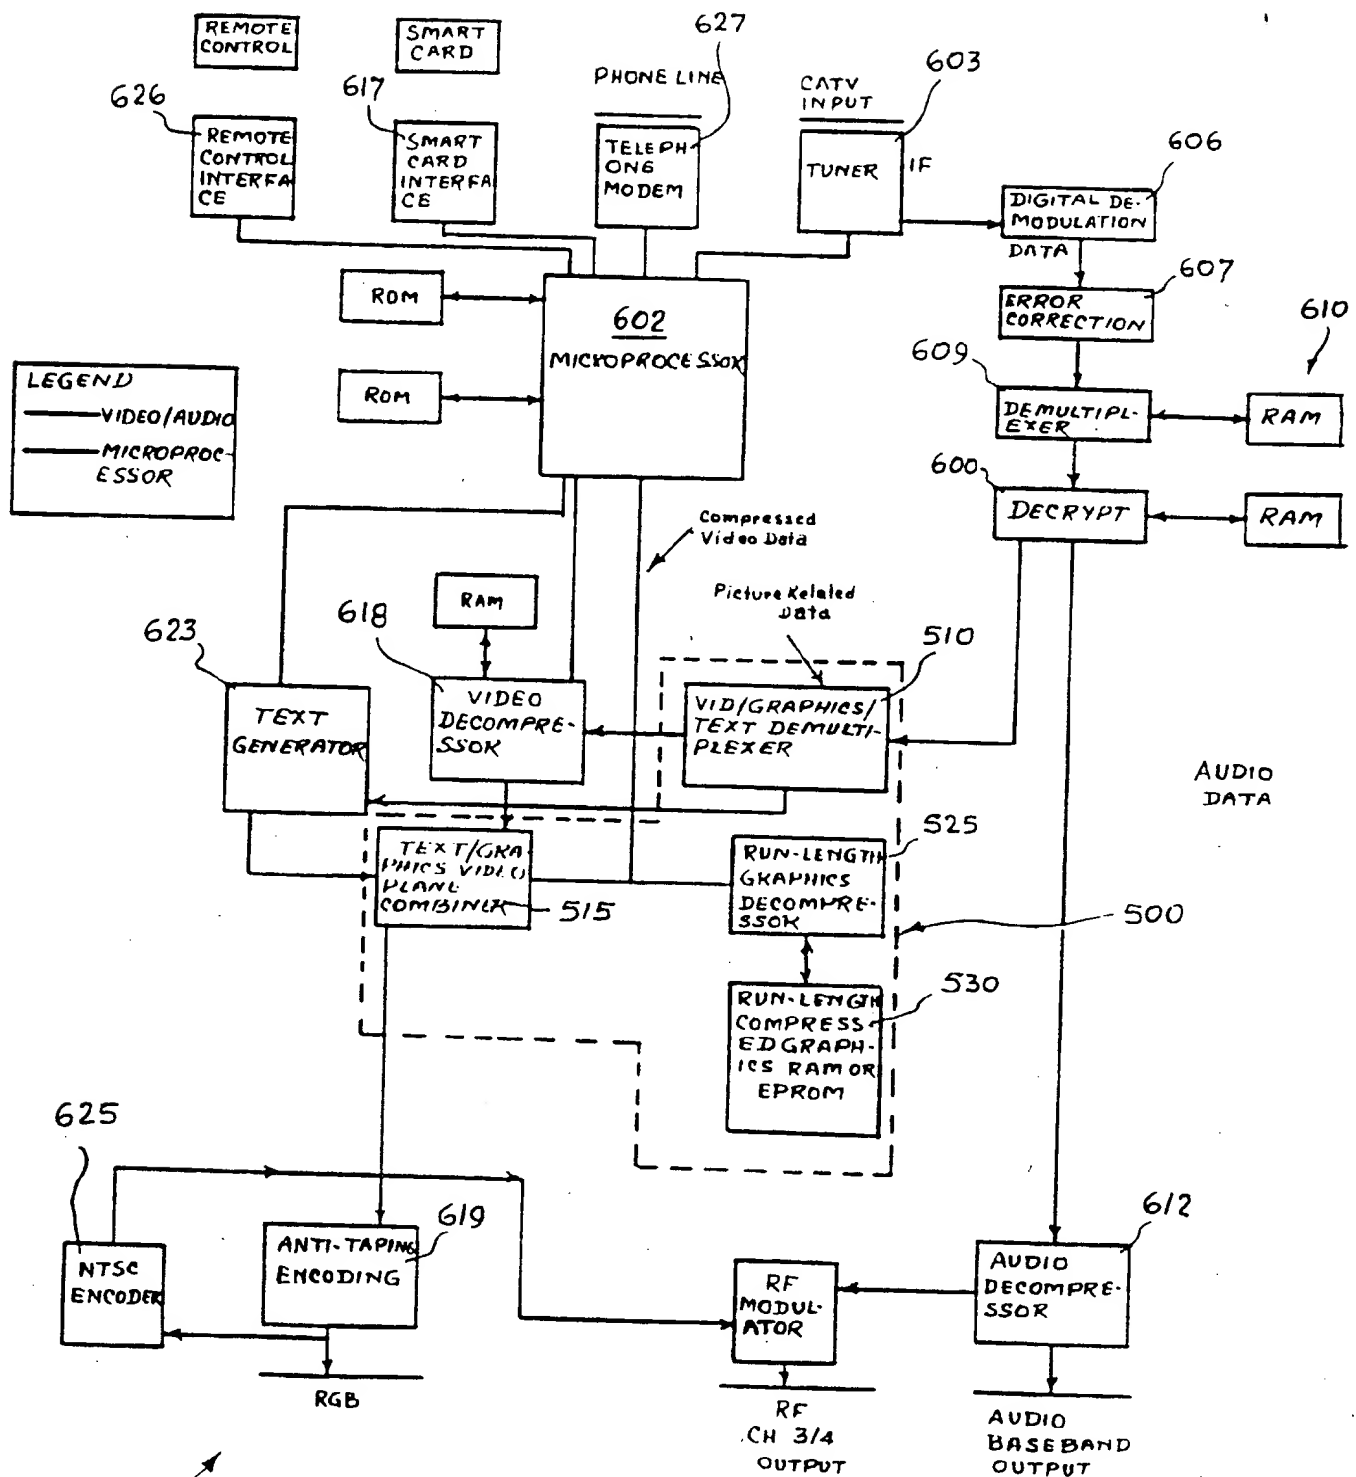 REMOTE
CONTROL
SMART
CARD
627
PHONE LINE
CATV
INPUT
603
626
617
REMOTE
CONTROL
INTERFA
CE
SMART
CARD
INTERFA
CE
TELEPH
ONE
MODEM
TUNER
IF
606
DIGITAL DE-
MODULATION
DATA
607
ERROR
CORRECTION
610
ROM
602
MICROPROCESSOR
609
DEMULTIPL-
EXER
RAM
ROM
LEGEND
VIDEO/AUDIO
MICROPROC-
ESSOR
600
DECRYPT
RAM
Compressed
Video Data
RAM
Picture Related
Data
618
623
510
TEXT
GENERATOR
VIDEO
DECOMPRE-
SSOR
VID/GRAPHICS/
TEXT DEMULTI-
PLEXER
AUDIO
DATA
525
TEXT/GRA-
PHICS VIDEO
PLANE
COMBINER
515
RUN-LENGTH
GRAPHICS
DECOMPRE-
SSOR
500
530
RUN-LENGTH
COMPRESS
EDGRAPH-
ICS RAM OR
EPROM
625
619
612
NTSC
ENCODER
ANTI-TAPING
ENCODING
RF
MODUL-
ATOR
AUDIO
DECOMPRE-
SSOR
RGB
RF
CH 3/4
OUTPUT
AUDIO
BASEBAND
OUTPUT